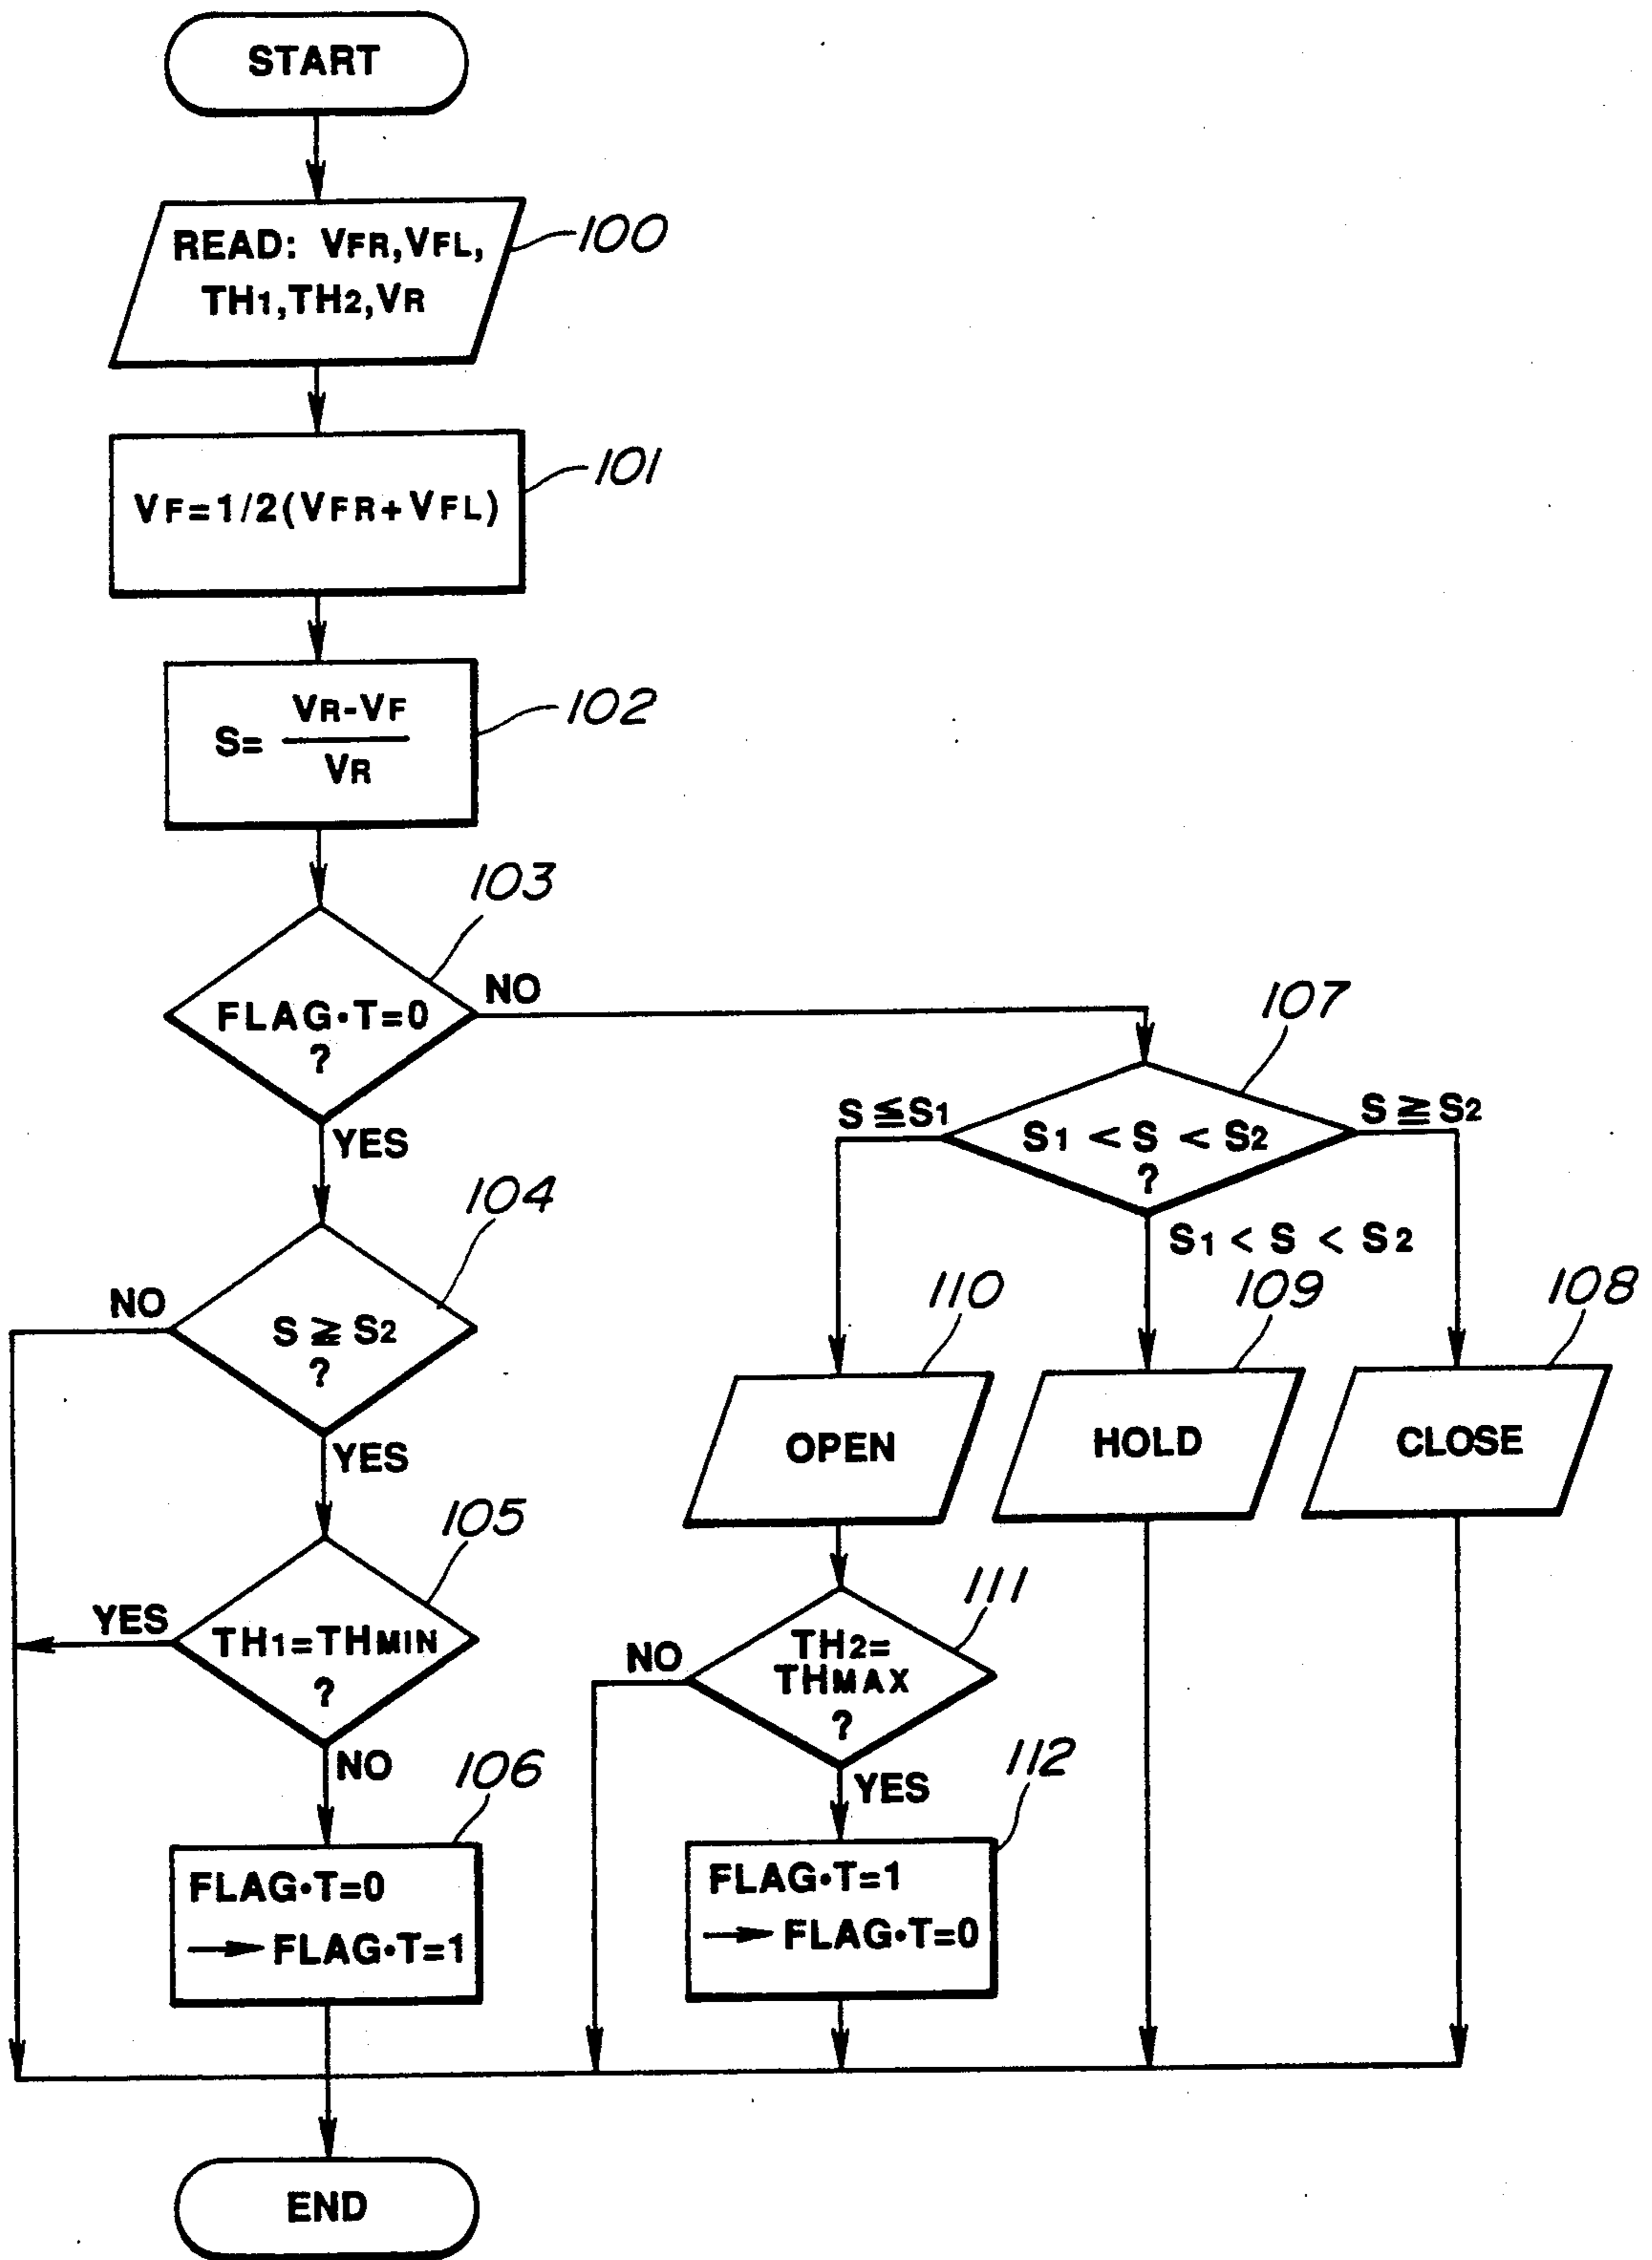 START
READ: VFR,VFL,
TH1,TH2,VR
100
VF=1/2(VFR+VFL)
101
S= VR-VF
VR
102
103
FLAG•T=0
?
NO
YES
107
S≦S1
S1 < S < S2
?
S≧S2
S1 < S < S2
104
NO
S ≧ S2
?
YES
110
109
108
OPEN
HOLD
CLOSE
105
YES
TH1=THMIN
?
NO
111
NO
TH2=
THMAX
?
YES
106
FLAG•T=0
→ FLAG•T=1
112
FLAG•T=1
→ FLAG•T=0
END